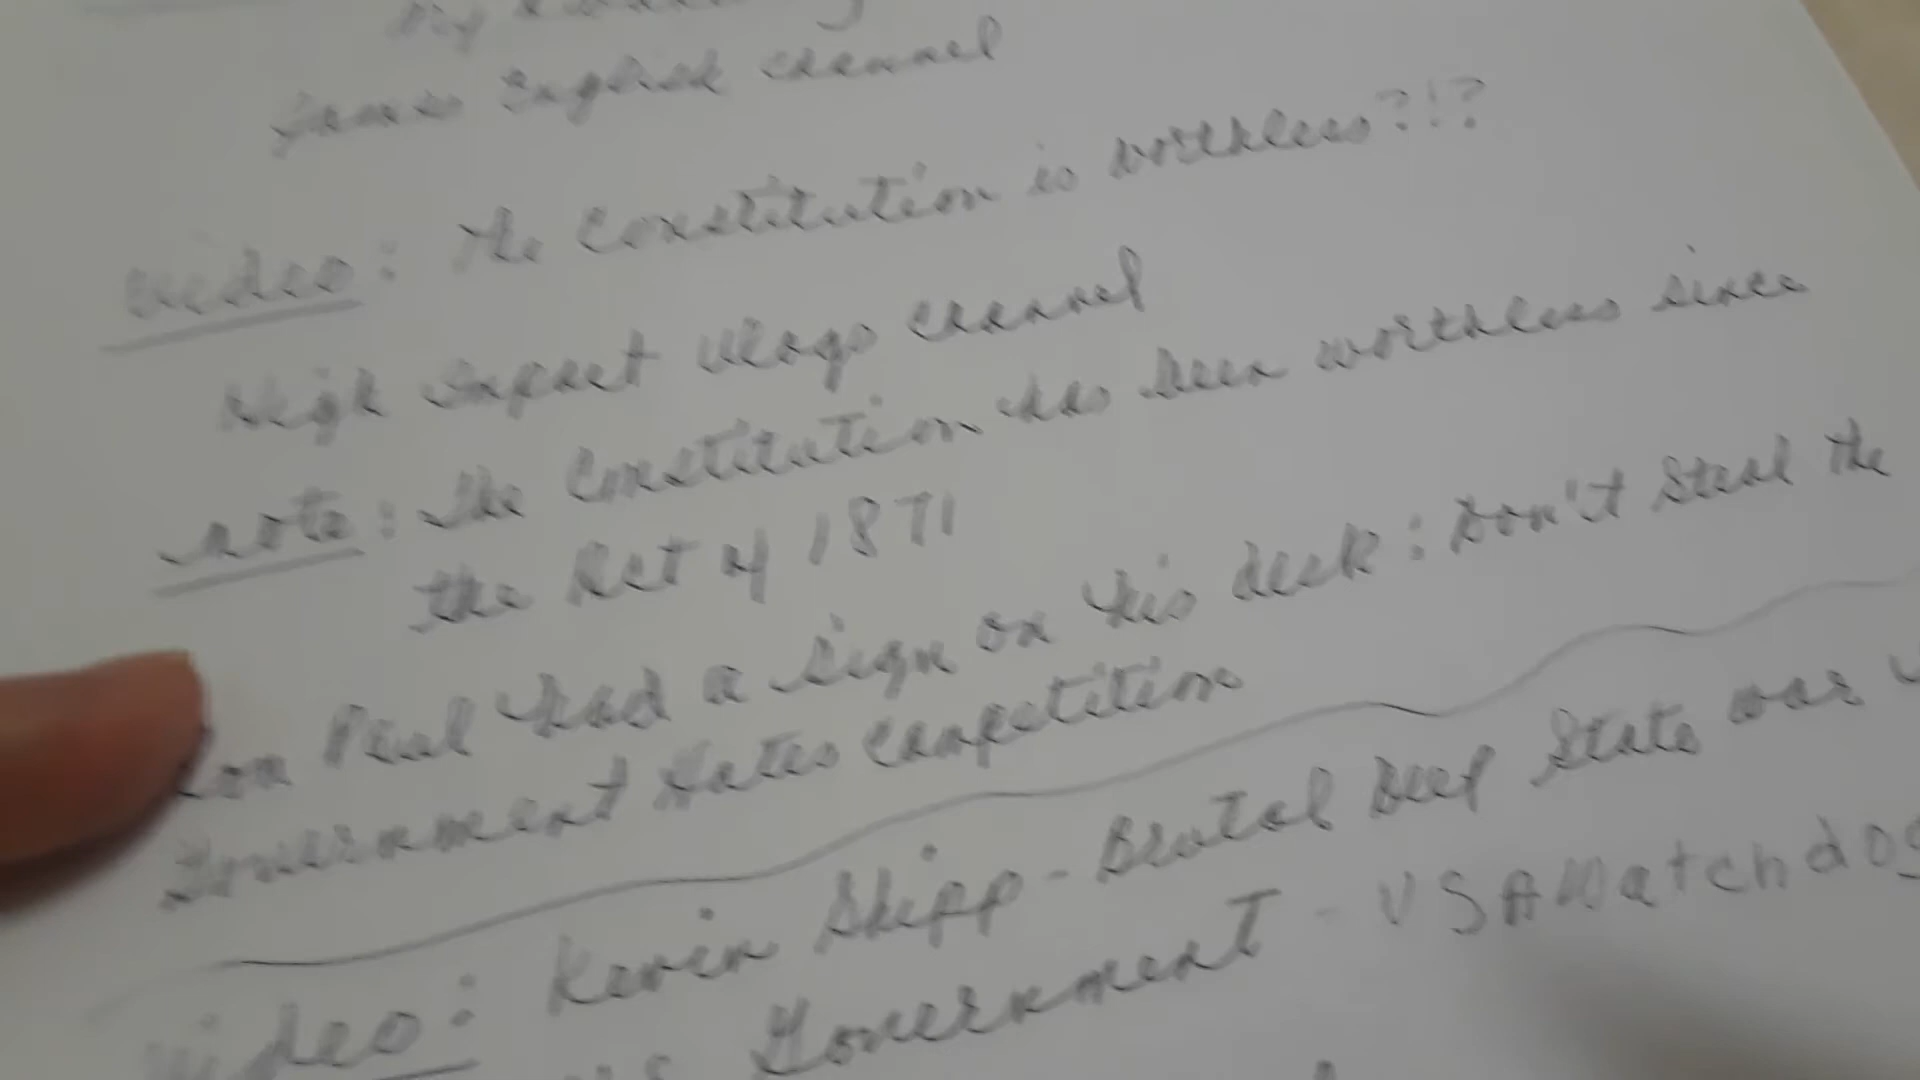 James English channel
Video: The Constitution is worthless?!?
High Impact Vlogs channel
note: The Constitution has been worthless since
the Act of 1871
Ron Paul had a sign on his desk: Don't Steal the
Government Hates Competition
Video: Kevin Shipp - Brutal Deep State War
Government - USAWatchdog